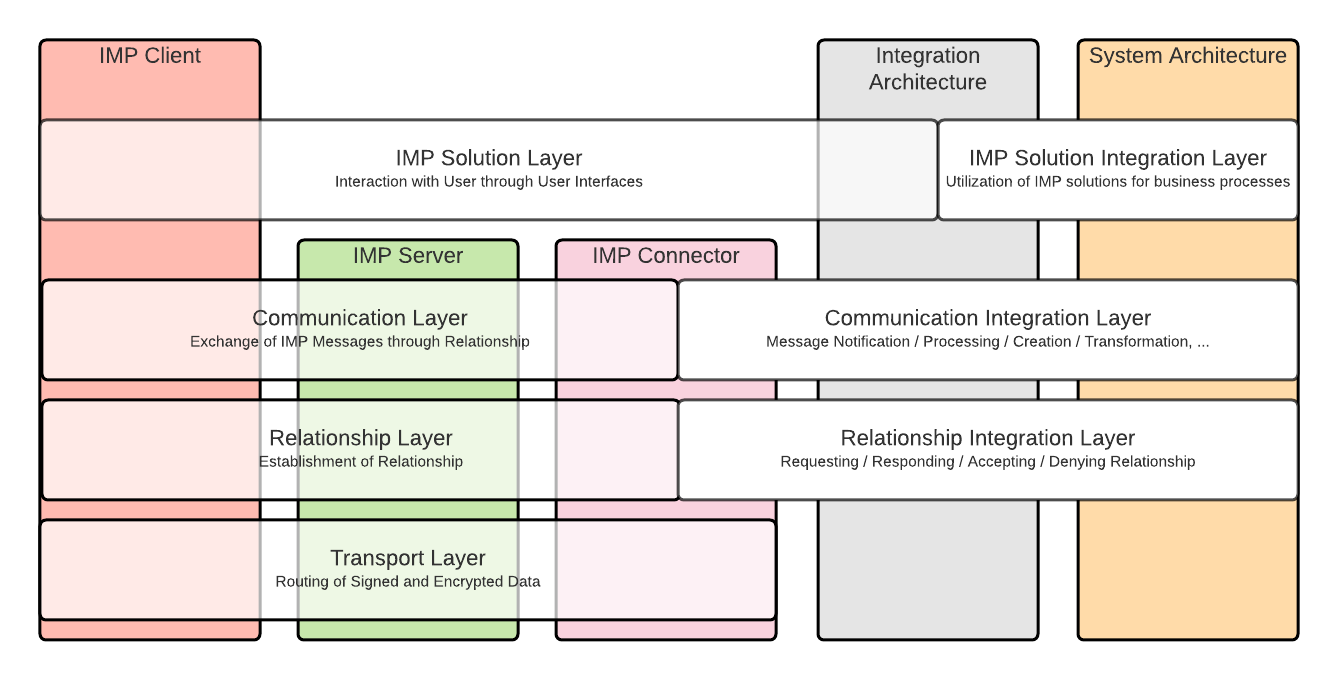 IMP Client
Integration
Architecture
System Architecture
IMP Solution Layer
Interaction with User through User Interfaces
IMP Solution Integration Layer
Utilization of IMP solutions for business processes
IMP Server
IMP Connector
Communication Layer
Exchange of IMP Messages through Relationship
Communication Integration Layer
Message Notification / Processing / Creation / Transformation, ...
Relationship Layer
Establishment of Relationship
Relationship Integration Layer
Requesting / Responding / Accepting / Denying Relationship
Transport Layer
Routing of Signed and Encrypted Data